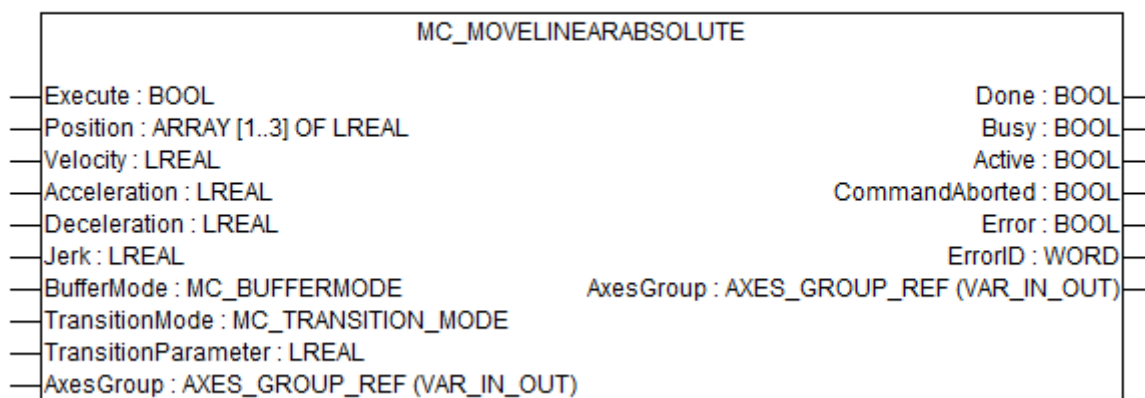 MC_MOVELINEARABSOLUTE
Execute : BOOL Done : BOOL
Position : ARRAY [1..3] OF LREAL Busy : BOOL
Velocity : LREAL Active : BOOL
Acceleration : LREAL CommandAborted : BOOL
Deceleration : LREAL Error : BOOL
Jerk : LREAL ErrorID : WORD
BufferMode : MC_BUFFERMODE AxesGroup : AXES_GROUP_REF (VAR_IN_OUT)
TransitionMode : MC_TRANSITION_MODE
TransitionParameter : LREAL
AxesGroup : AXES_GROUP_REF (VAR_IN_OUT)